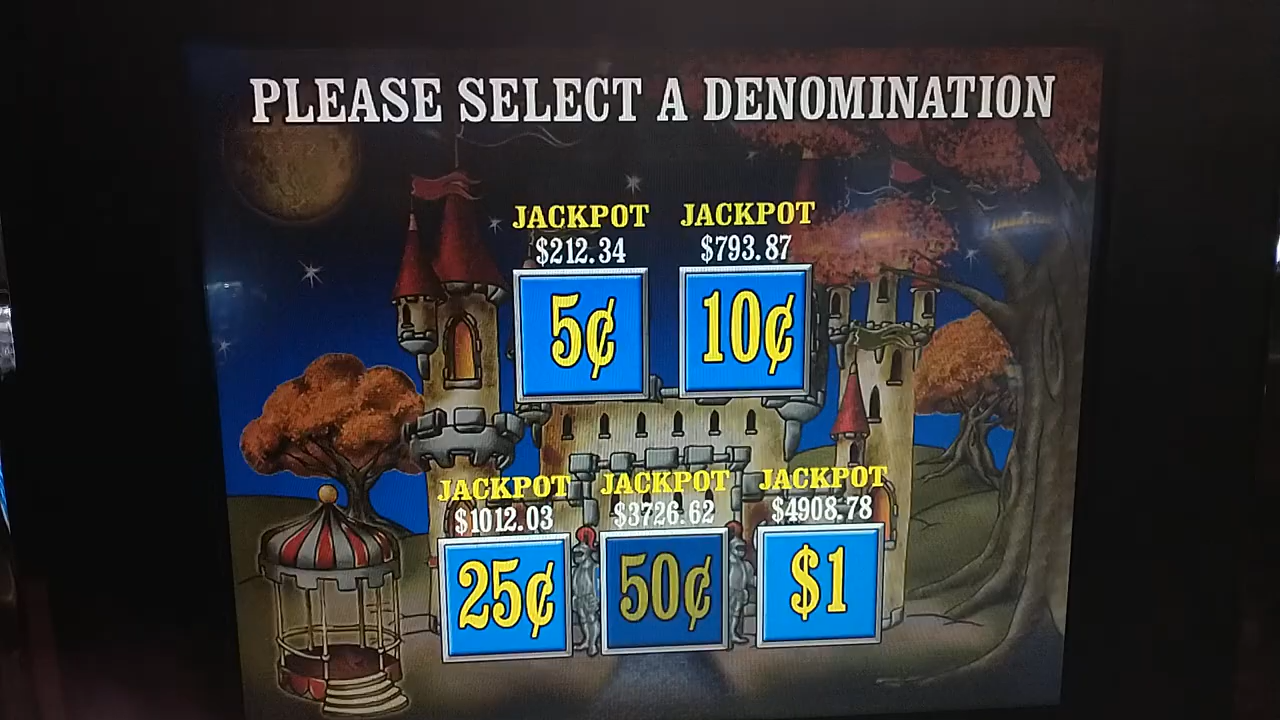 PLEASE SELECT A DENOMINATION
JACKPOT JACKPOT
$212.34 $793.87
5¢ 10¢
JACKPOT JACKPOT JACKPOT
$1012.03 $3726.62 $4908.78
25¢ 50¢ $1